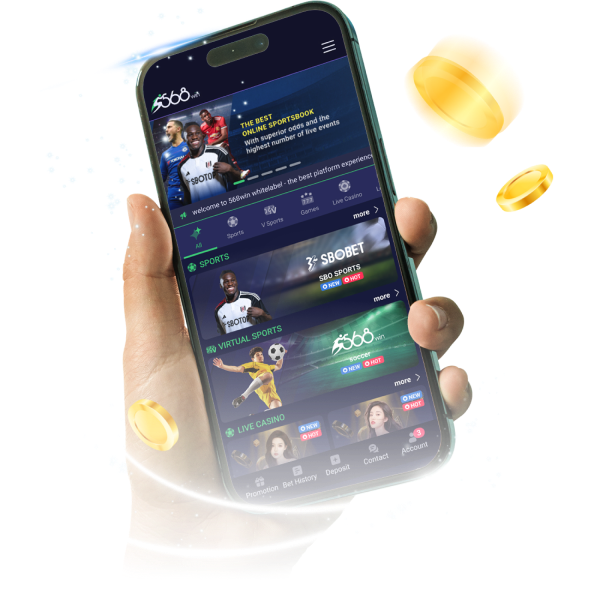 568win
THE BEST
ONLINE SPORTSBOOK
With superior odds and the
highest number of live events
SBOTOP
welcome to 568win whitelabel - the best platform experience
All
Sports
V Sports
Games
Live Casino
more >
SPORTS
SBOBET
SBO SPORTS
NEW
HOT
SBOTOP
more >
VIRTUAL SPORTS
568win
soccer
NEW
HOT
more >
LIVE CASINO
NEW
HOT
NEW
HOT
Promotion
Bet History
Deposit
Contact
3
Account